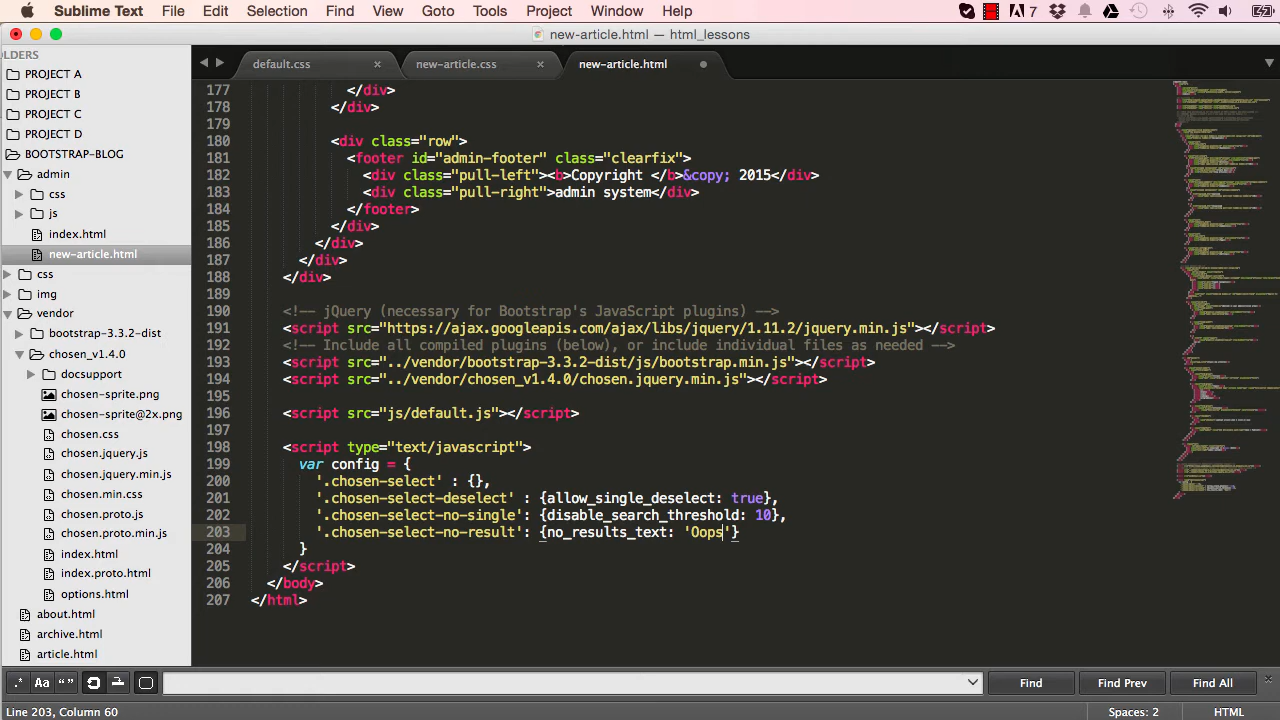 Sublime Text File Edit Selection Find View Goto Tools Project Window Help 7
new-article.html — html_lessons
OLDERS
PROJECT A
PROJECT B
PROJECT C
PROJECT D
BOOTSTRAP-BLOG
admin
css
js
index.html
new-article.html
css
img
vendor
bootstrap-3.3.2-dist
chosen_v1.4.0
docsupport
chosen-sprite.png
chosen-sprite@2x.png
chosen.css
chosen.jquery.js
chosen.jquery.min.js
chosen.min.css
chosen.proto.js
chosen.proto.min.js
index.html
index.proto.html
options.html
about.html
archive.html
article.html
default.css × new-article.css × new-article.html
177 </div>
178 </div>
179
180 <div class="row">
181 <footer id="admin-footer" class="clearfix">
182 <div class="pull-left"><b>Copyright </b>&copy; 2015</div>
183 <div class="pull-right">admin system</div>
184 </footer>
185 </div>
186 </div>
187 </div>
188 </div>
189
190 <!-- jQuery (necessary for Bootstrap's JavaScript plugins) -->
191 <script src="https://ajax.googleapis.com/ajax/libs/jquery/1.11.2/jquery.min.js"></script>
192 <!-- Include all compiled plugins (below), or include individual files as needed -->
193 <script src="../vendor/bootstrap-3.3.2-dist/js/bootstrap.min.js"></script>
194 <script src="../vendor/chosen_v1.4.0/chosen.jquery.min.js"></script>
195
196 <script src="js/default.js"></script>
197
198 <script type="text/javascript">
199 var config = {
200 '.chosen-select' : {},
201 '.chosen-select-deselect' : {allow_single_deselect: true},
202 '.chosen-select-no-single': {disable_search_threshold: 10},
203 '.chosen-select-no-result': {no_results_text: 'Oops'}
204 }
205 </script>
206 </body>
207 </html>
.* Aa “ ” Find Find Prev Find All ×
Line 203, Column 60 Spaces: 2 HTML